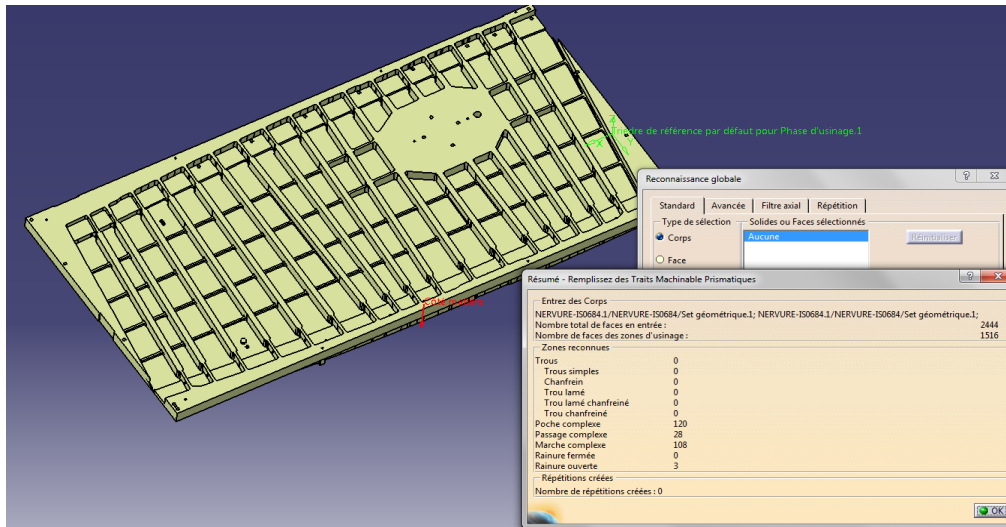 Z
X
Y
Cadre de référence par défaut pour Phase d'usinage.1
Reconnaissance globale
Standard Avancée Filtre axial Répétition
Type de sélection Solides ou Faces sélectionnés
Corps Aucune Réinitialiser
Face
Résumé - Remplissez des Traits Machinable Prismatiques
Entrez des Corps
NERVURE-IS0684.1/NERVURE-IS0684/Set géométrique.1; NERVURE-IS0684.1/NERVURE-IS0684/Set géométrique.1;
Nombre total de faces en entrée : 2444
Nombre de faces des zones d'usinage : 1516
Zones reconnues
Trous 0
Trous simples 0
Chanfrein 0
Trou lamé 0
Trou lamé chanfreiné 0
Trou chanfreiné 0
Poche complexe 120
Passage complexe 28
Marche complexe 108
Rainure fermée 0
Rainure ouverte 3
Répétitions créées
Nombre de répétitions créées : 0
OK